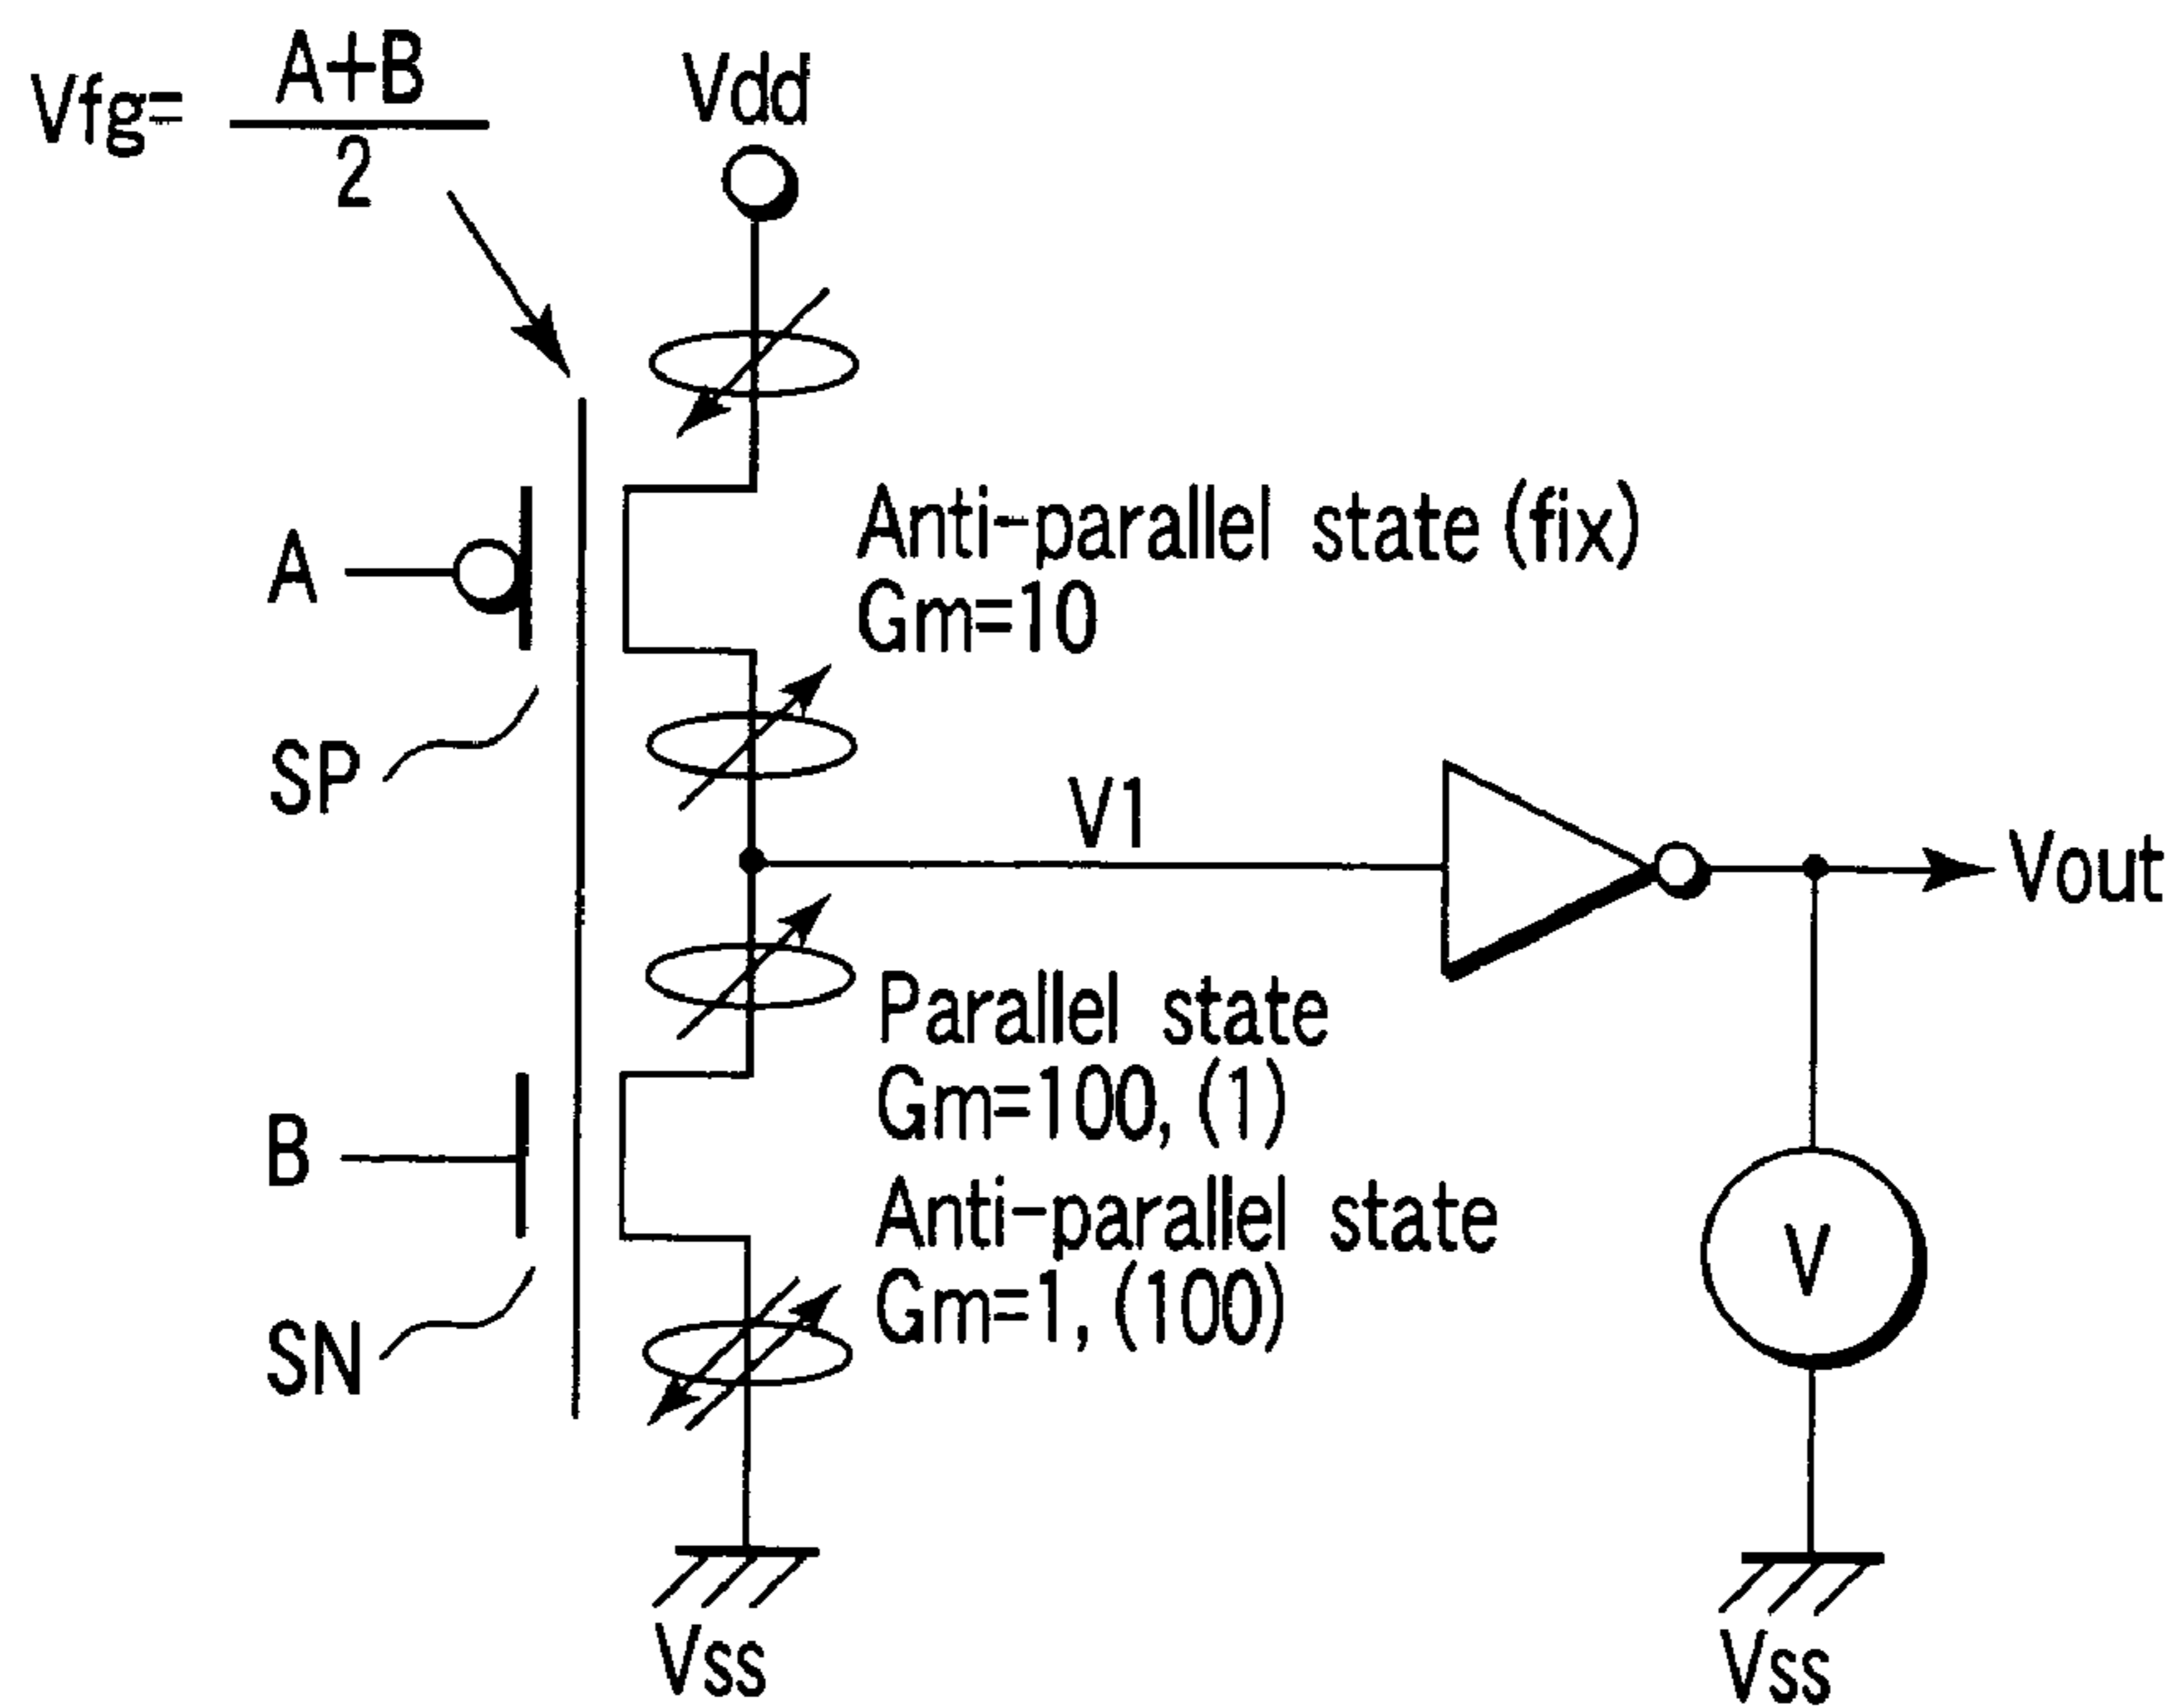 Vfg= A+B
2
Vdd
Anti-parallel state (fix)
Gm=10
A
SP
V1
Vout
Parallel state
Gm=100, (1)
B
Anti-parallel state
Gm=1, (100)
SN
V
Vss
Vss